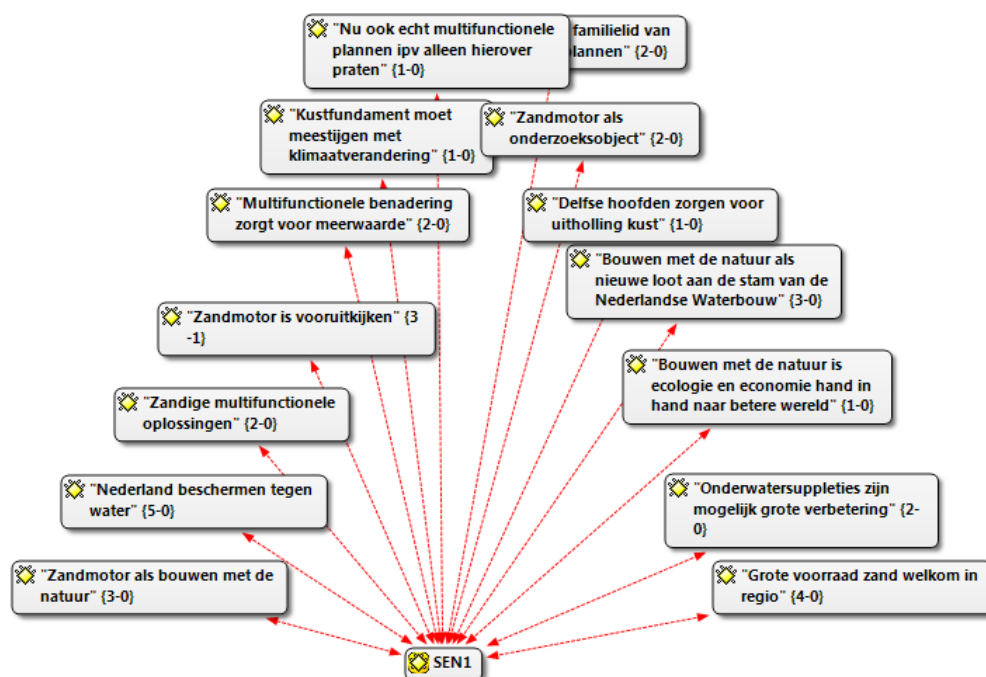 "Nu ook echt multifunctionele
plannen ipv alleen hierover
praten" {1-0}
familielid van
plannen" {2-0}
"Kustfundament moet
meestijgen met
klimaatverandering" {1-0}
"Zandmotor als
onderzoeksobject" {2-0}
"Multifunctionele benadering
zorgt voor meerwaarde" {2-0}
"Delfse hoofden zorgen voor
uitholling kust" {1-0}
"Bouwen met de natuur als
nieuwe loot aan de stam van de
Nederlandse Waterbouw" {3-0}
"Zandmotor is vooruitkijken" {3
-1}
"Bouwen met de natuur is
ecologie en economie hand in
hand naar betere wereld" {1-0}
"Zandige multifunctionele
oplossingen" {2-0}
"Nederland beschermen tegen
water" {5-0}
"Onderwatersuppleties zijn
mogelijk grote verbetering" {2-
0}
"Zandmotor als bouwen met de
natuur" {3-0}
"Grote voorraad zand welkom in
regio" {4-0}
SEN1